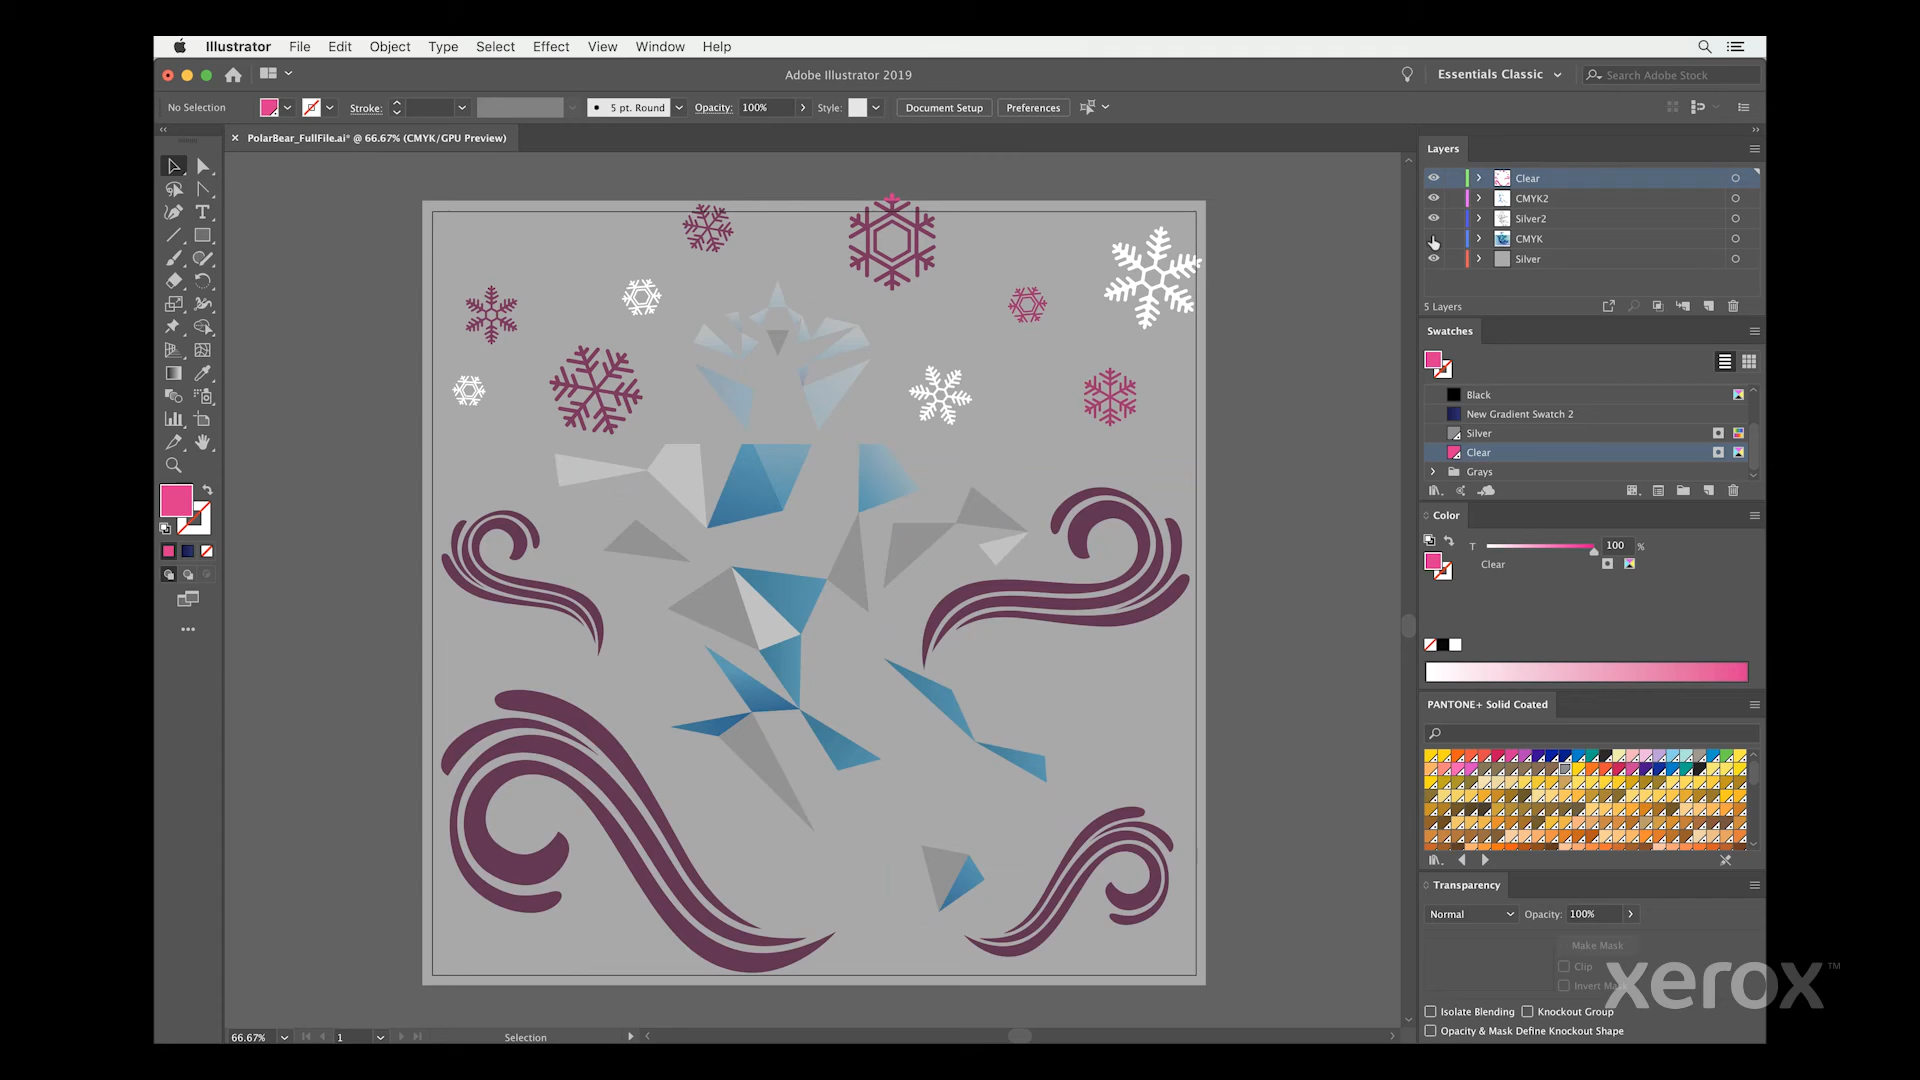 Illustrator File Edit Object Type Select Effect View Window Help
Adobe Illustrator 2019
Essentials Classic
Search Adobe Stock
No Selection
Stroke:
5 pt. Round
Opacity: 100%
Style:
Document Setup
Preferences
PolarBear_FullFile.ai* @ 66.67% (CMYK/GPU Preview)
Layers
Clear
CMYK2
Silver2
CMYK
Silver
5 Layers
Swatches
Black
New Gradient Swatch 2
Silver
Clear
Grays
Color
T 100 %
Clear
PANTONE+ Solid Coated
Transparency
Normal Opacity: 100%
Make Mask
Clip
Invert Mask
xerox™
Isolate Blending Knockout Group
Opacity & Mask Define Knockout Shape
66.67% 1 Selection